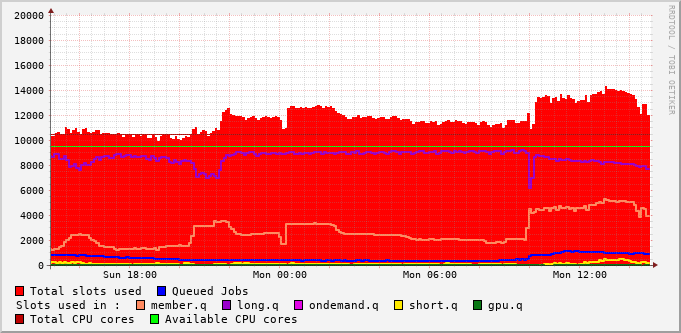 RRDTOOL / TOBI OETIKER
20000
18000
16000
14000
12000
10000
8000
6000
4000
2000
0
Sun 18:00 Mon 00:00 Mon 06:00 Mon 12:00
Total slots used Queued Jobs
Slots used in : member.q long.q ondemand.q short.q gpu.q
Total CPU cores Available CPU cores